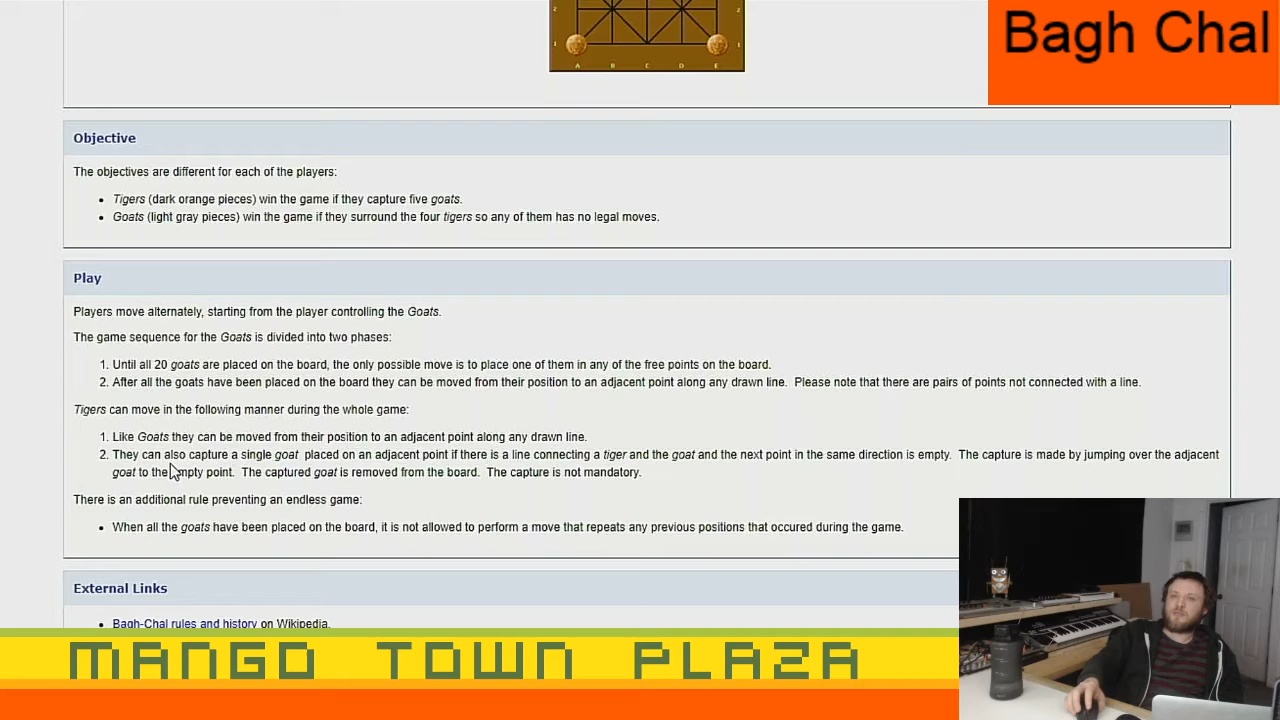 Bagh Chal
2 2
1 1
A B C D E
Objective
The objectives are different for each of the players:
• Tigers (dark orange pieces) win the game if they capture five goats.
• Goats (light gray pieces) win the game if they surround the four tigers so any of them has no legal moves.
Play
Players move alternately, starting from the player controlling the Goats.
The game sequence for the Goats is divided into two phases:
1. Until all 20 goats are placed on the board, the only possible move is to place one of them in any of the free points on the board.
2. After all the goats have been placed on the board they can be moved from their position to an adjacent point along any drawn line. Please note that there are pairs of points not connected with a line.
Tigers can move in the following manner during the whole game:
1. Like Goats they can be moved from their position to an adjacent point along any drawn line.
2. They can also capture a single goat placed on an adjacent point if there is a line connecting a tiger and the goat and the next point in the same direction is empty. The capture is made by jumping over the adjacent
goat to the empty point. The captured goat is removed from the board. The capture is not mandatory.
There is an additional rule preventing an endless game:
• When all the goats have been placed on the board, it is not allowed to perform a move that repeats any previous positions that occured during the game.
External Links
• Bagh-Chal rules and history on Wikipedia.
MANGO TOWN PLAZA